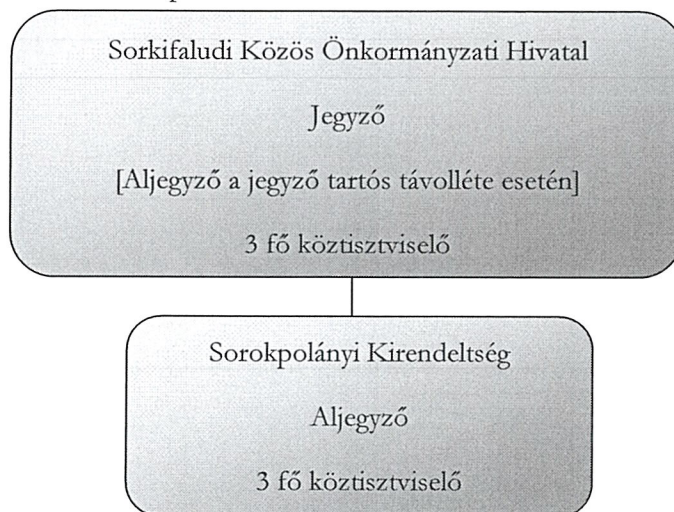 Sorkifaludi Közös Önkormányzati Hivatal
Jegyző
[Aljegyző a jegyző tartós távolléte esetén]
3 fő köztisztviselő
Sorokpolányi Kirendeltség
Aljegyző
3 fő köztisztviselő